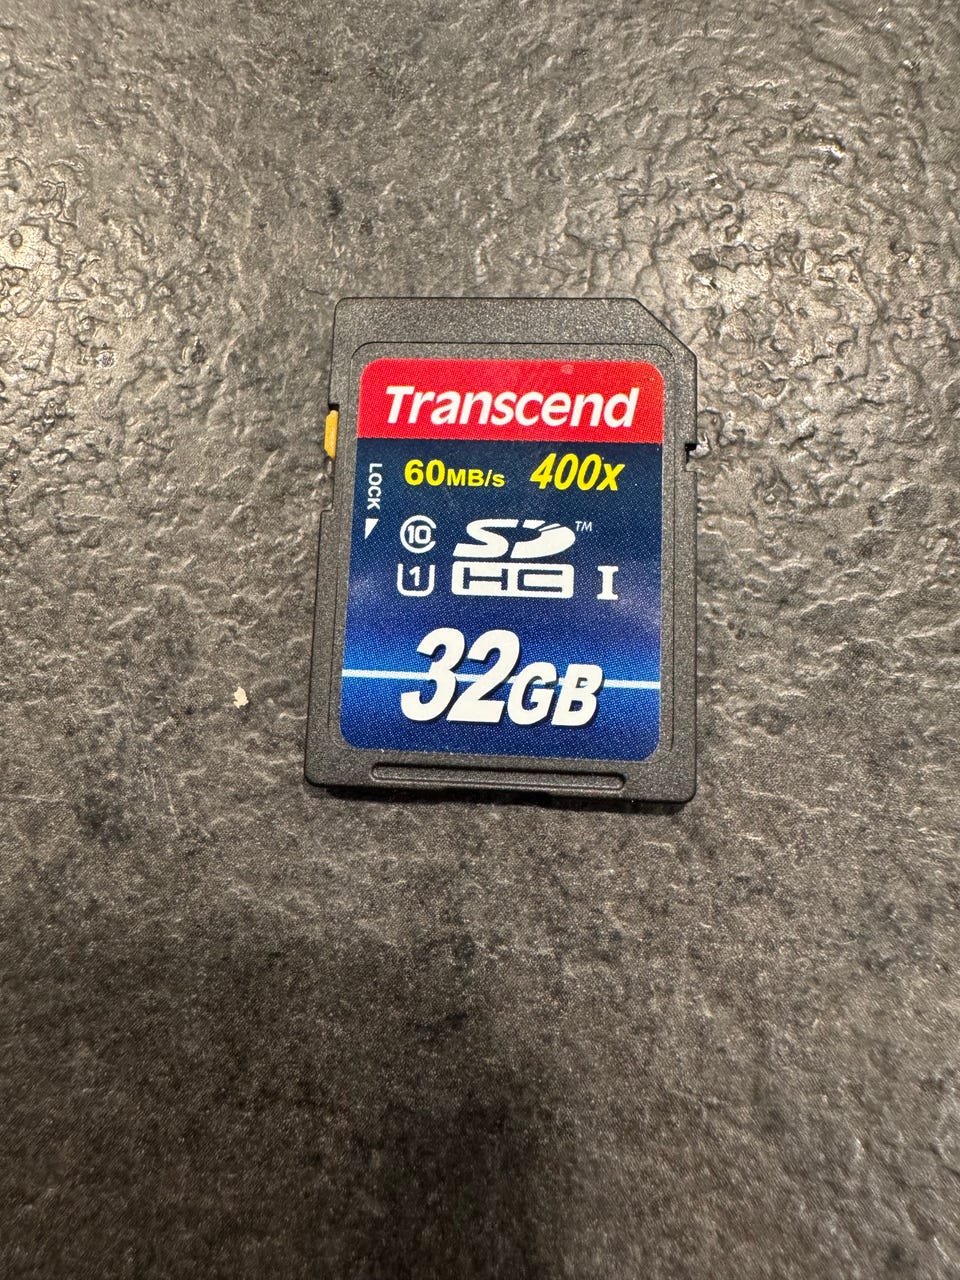 Transcend
60MB/s 400x
LOCK
10 SD™
U1 HC I
32GB